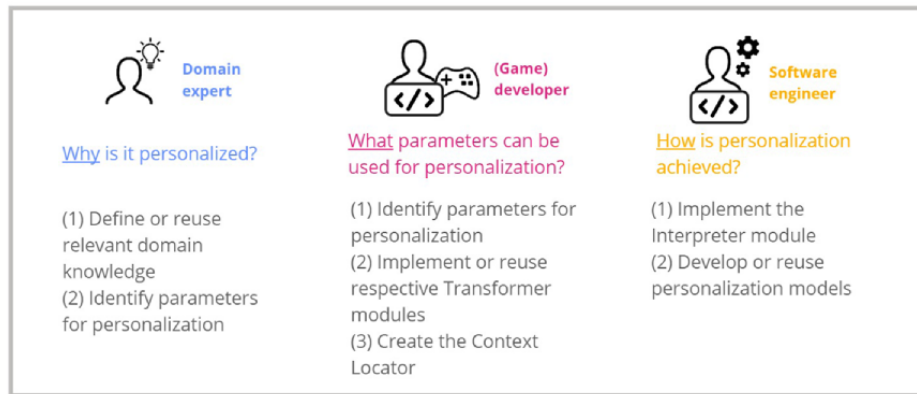 Domain
expert
Why is it personalized?
(1) Define or reuse
relevant domain
knowledge
(2) Identify parameters
for personalization
(Game)
developer
</>
What parameters can be
used for personalization?
(1) Identify parameters for
personalization
(2) Implement or reuse
respective Transformer
modules
(3) Create the Context
Locator
Software
engineer
</>
How is personalization
achieved?
(1) Implement the
Interpreter module
(2) Develop or reuse
personalization models